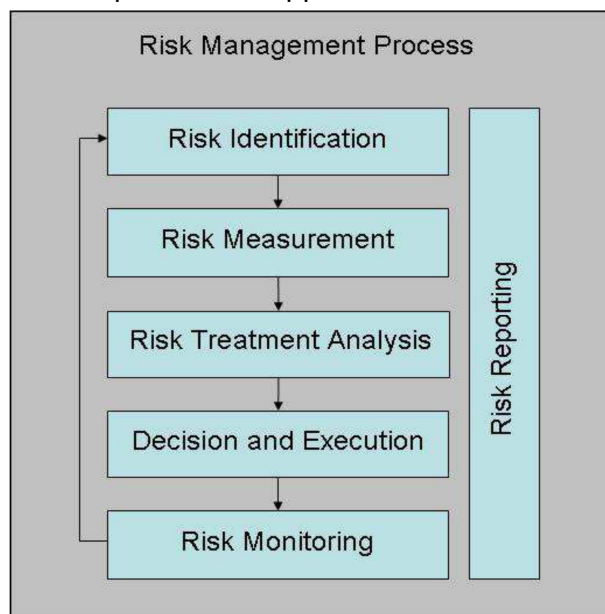 Risk Management Process
Risk Identification
Risk Measurement
Risk Treatment Analysis
Decision and Execution
Risk Monitoring
Risk Reporting